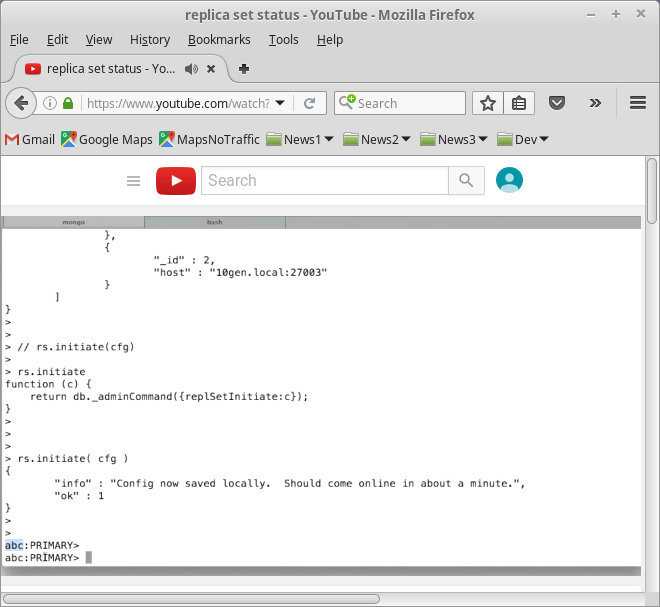 replica set status - YouTube - Mozilla Firefox
File Edit View History Bookmarks Tools Help
replica set status - Yo...
https://www.youtube.com/watch? Search
Gmail Google Maps MapsNoTraffic News1 News2 News3 Dev
Search
mongo bash
},
{
"_id" : 2,
"host" : "10gen.local:27003"
}
]
}
>
>
> // rs.initiate(cfg)
>
> rs.initiate
function (c) {
return db._adminCommand({replSetInitiate:c});
}
>
>
>
> rs.initiate( cfg )
{
"info" : "Config now saved locally.  Should come online in about a minute.",
"ok" : 1
}
>
>
abc:PRIMARY>
abc:PRIMARY>